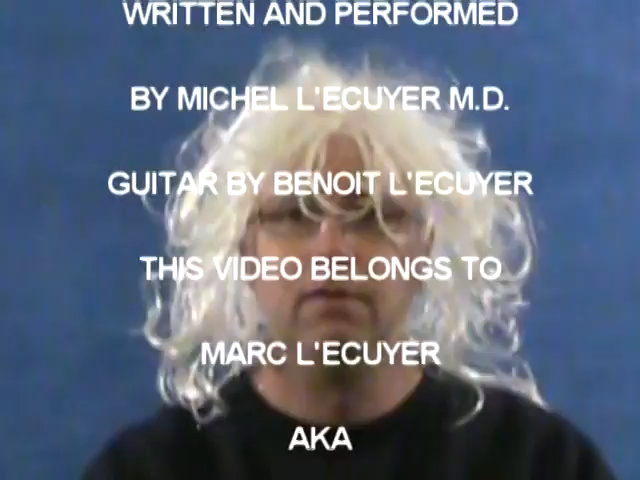 WRITTEN AND PERFORMED
BY MICHEL L'ECUYER M.D.
GUITAR BY BENOIT L'ECUYER
THIS VIDEO BELONGS TO
MARC L'ECUYER
AKA